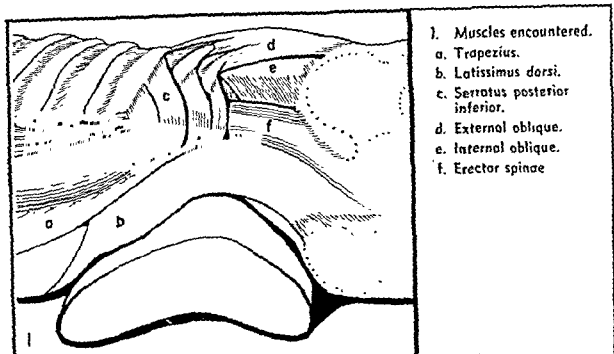 1. Muscles encountered.
a. Trapezius.
b. Latissimus dorsi.
c. Serratus posterior
inferior.
d. External oblique.
e. Internal oblique.
f. Erector spinae
d
e
c
f
a
b
1